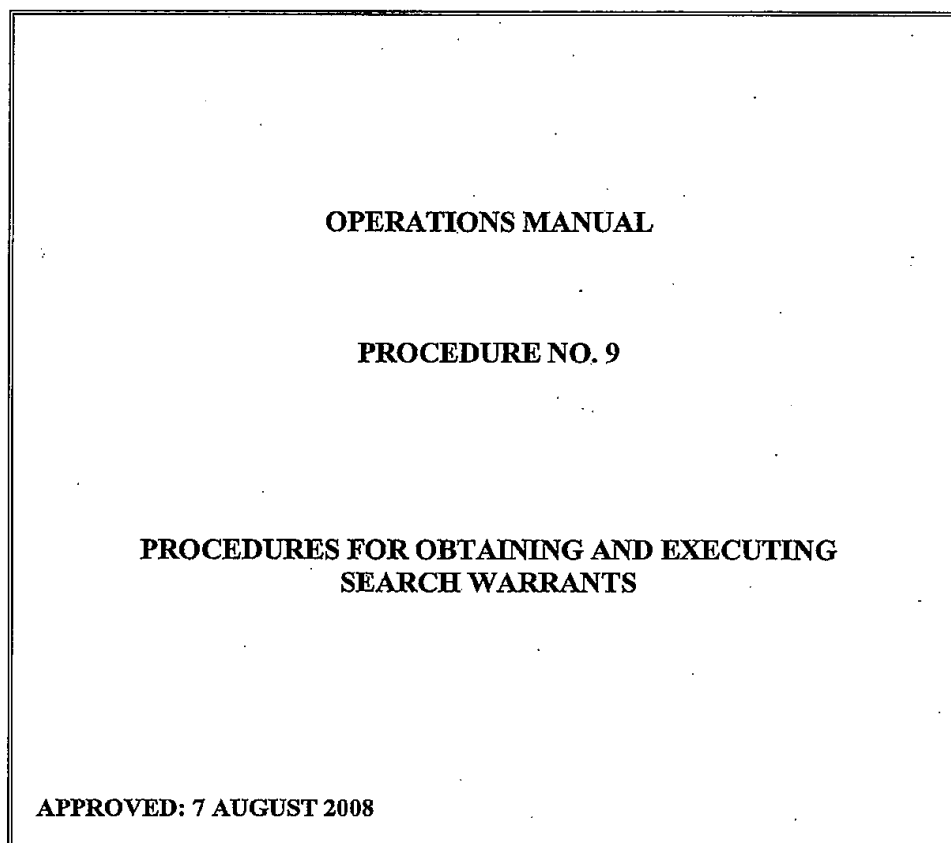 OPERATIONS MANUAL
PROCEDURE NO. 9
PROCEDURES FOR OBTAINING AND EXECUTING
SEARCH WARRANTS
APPROVED: 7 AUGUST 2008